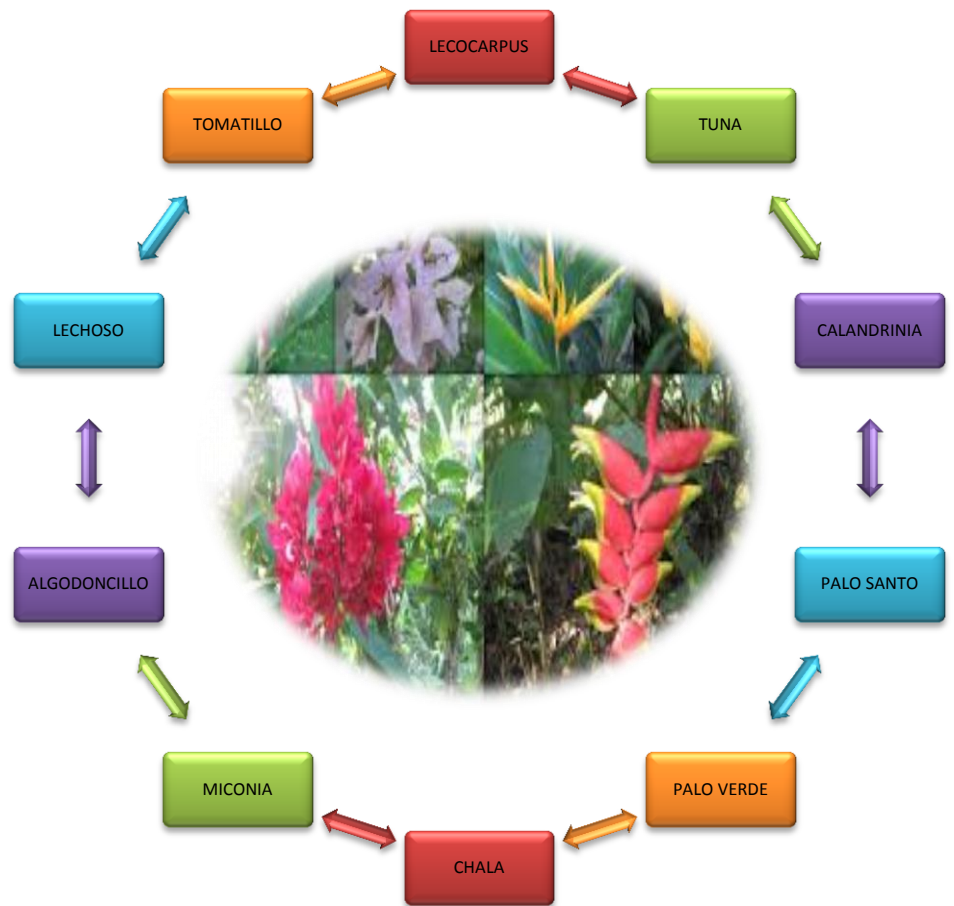 LECOCARPUS
TUNA
CALANDRINIA
PALO SANTO
PALO VERDE
CHALA
MICONIA
ALGODONCILLO
LECHOSO
TOMATILLO